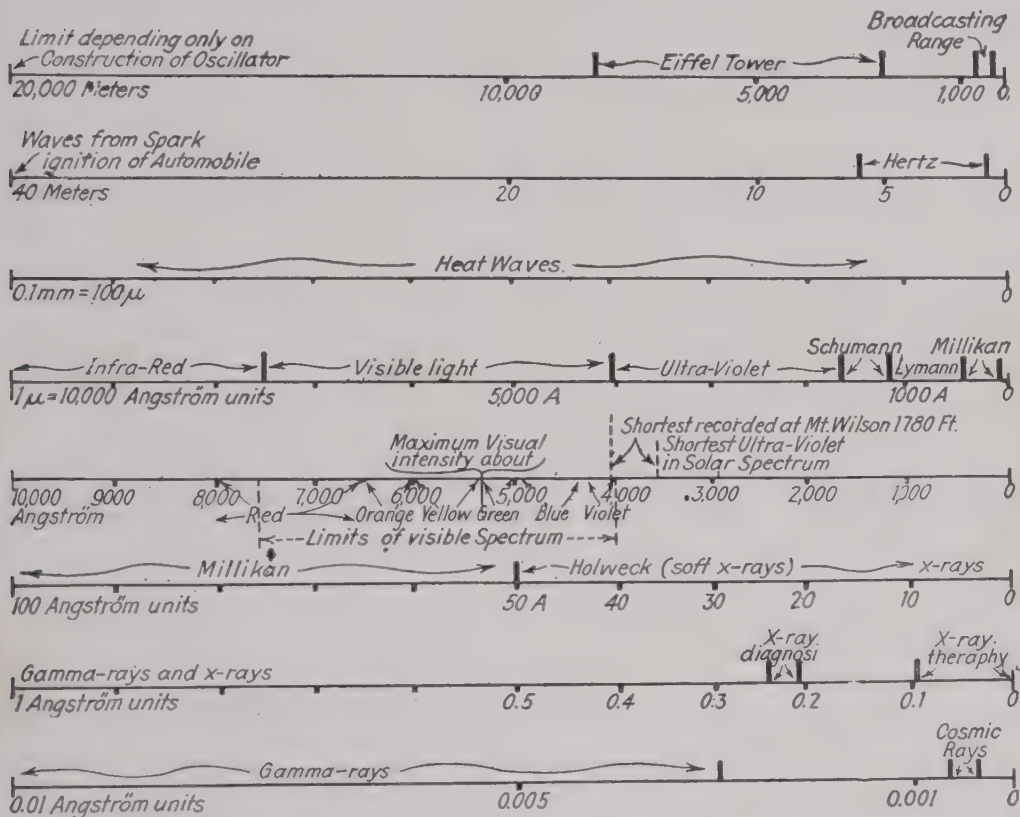 Limit depending only on
Construction of Oscillator
Eiffel Tower
Broadcasting
Range
20,000 Meters
10,000
5,000
1,000
0.
Waves from Spark
ignition of Automobile
Hertz
40 Meters
20
10
5
0
Heat Waves.
0.1mm = 100μ
0
Infra-Red
Visible light
Ultra-Violet
Schumann
Lymann
Millikan
1μ=10,000 Angström units
5,000 A
1000 A
0
Shortest recorded at Mt. Wilson 1780 Ft.
Maximum Visual
intensity about
Shortest Ultra-Violet
in Solar Spectrum
10,000
9000
8,000
7,000
6,000
5,000
4,000
3,000
2,000
1,000
0
Angström
Red
Orange
Yellow
Green
Blue
Violet
Limits of visible Spectrum
Millikan
Holweck (soft x-rays)
x-rays
100 Angström units
50 A
40
30
20
10
0
Gamma-rays and x-rays
X-ray.
diagnosi
X-ray.
theraphy
1 Angström units
0.5
0.4
0.3
0.2
0.1
0
Gamma-rays
Cosmic
Rays
0.01 Angström units
0.005
0.001
0